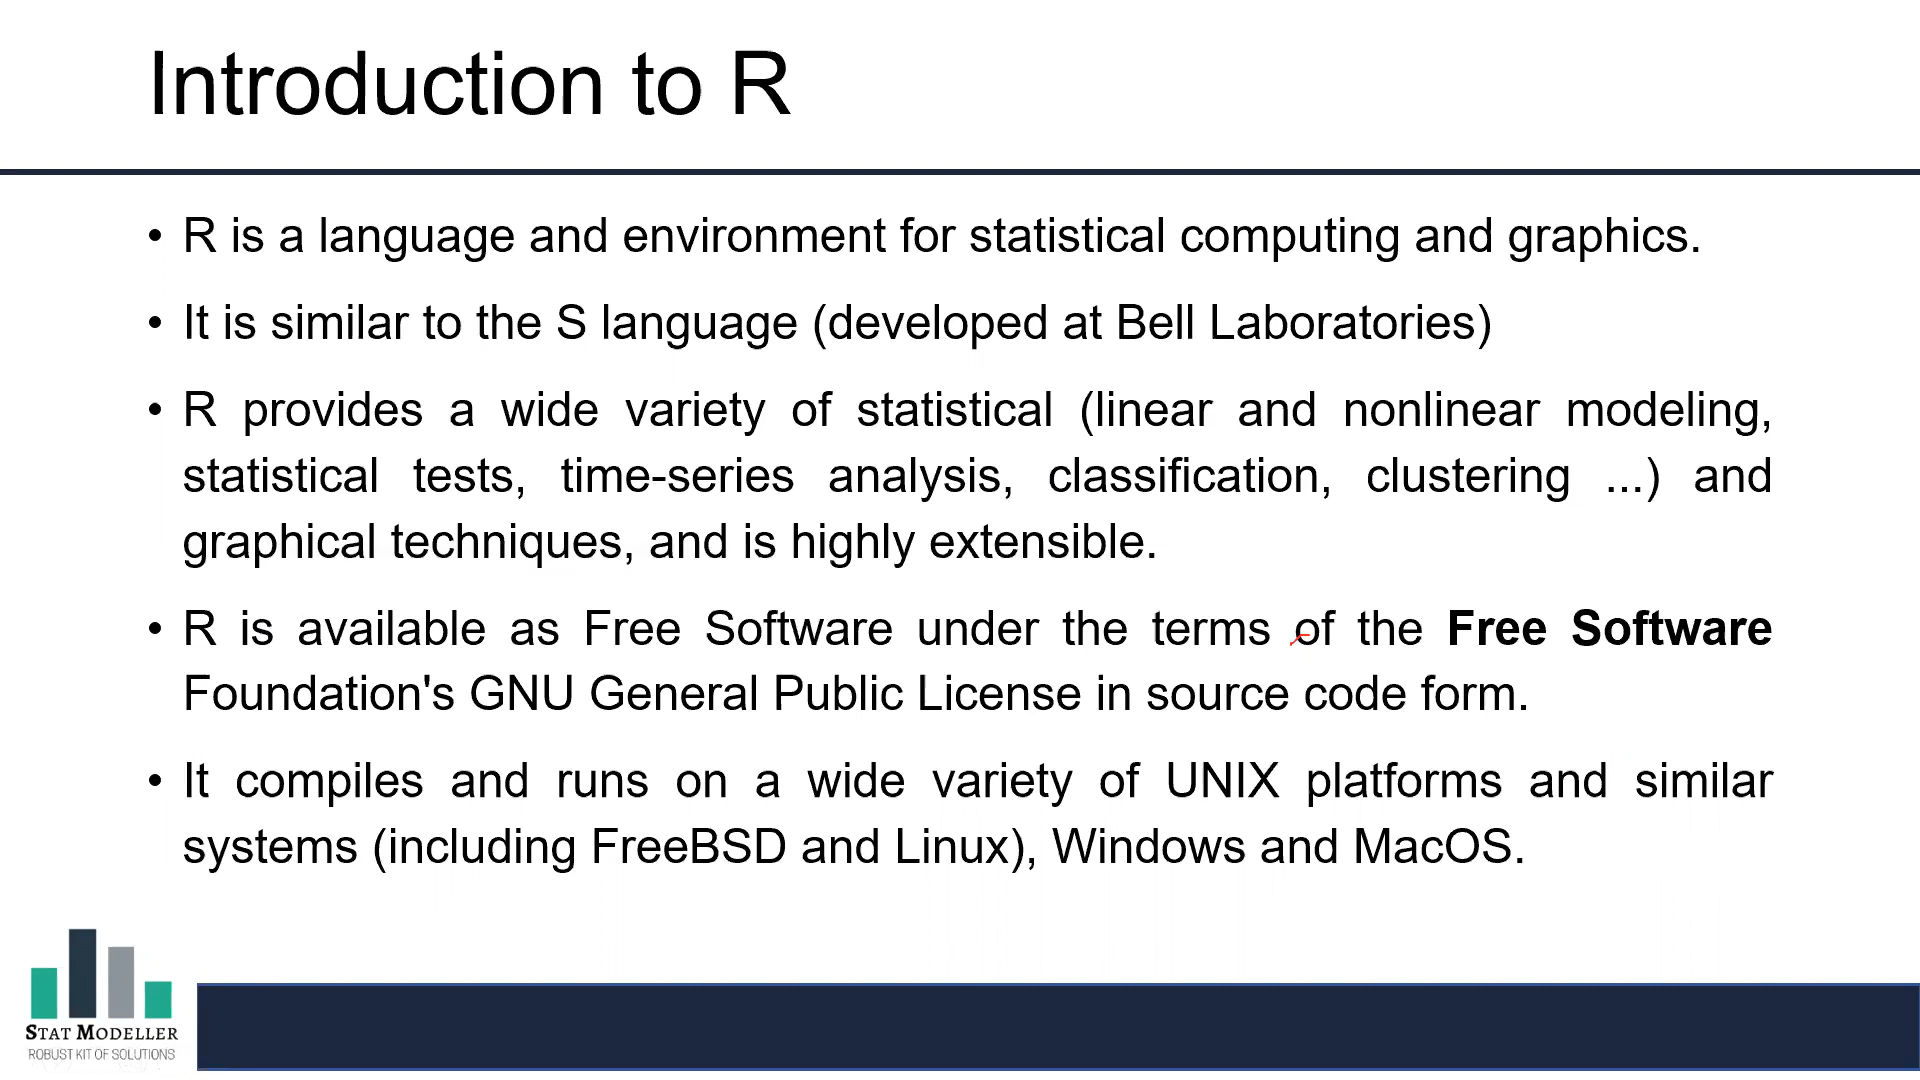 Introduction to R
• R is a language and environment for statistical computing and graphics.
• It is similar to the S language (developed at Bell Laboratories)
• R provides a wide variety of statistical (linear and nonlinear modeling,
statistical tests, time-series analysis, classification, clustering ...) and
graphical techniques, and is highly extensible.
• R is available as Free Software under the terms of the Free Software
Foundation's GNU General Public License in source code form.
• It compiles and runs on a wide variety of UNIX platforms and similar
systems (including FreeBSD and Linux), Windows and MacOS.
STAT MODELLER
ROBUST KIT OF SOLUTIONS